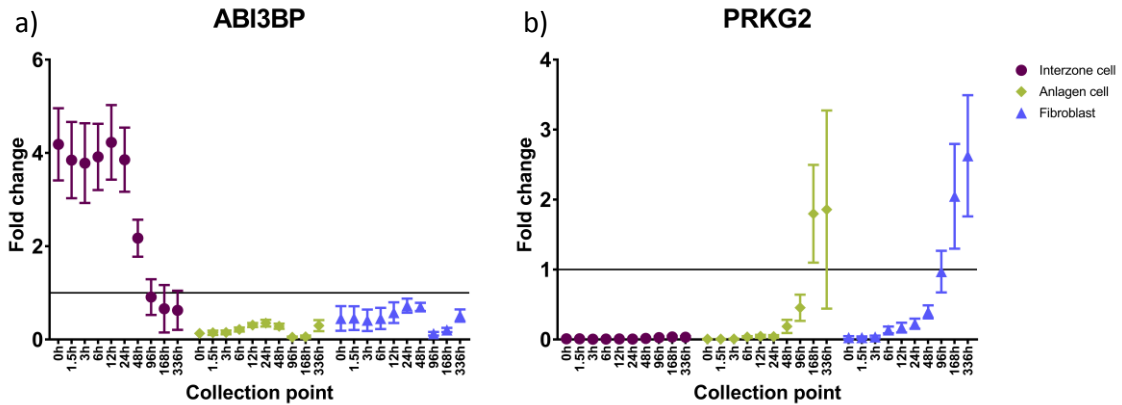 a) ABI3BP
6
4
2
0
Fold change
0h 1.5h 3h 6h 12h 24h 48h 96h 168h 336h 0h 1.5h 3h 6h 12h 24h 48h 96h 168h 336h 0h 1.5h 3h 6h 12h 24h 48h 96h 168h 336h
Collection point
b) PRKG2
4
3
2
1
0
Fold change
0h 1.5h 3h 6h 12h 24h 48h 96h 168h 336h 0h 1.5h 3h 6h 12h 24h 48h 96h 168h 336h 0h 1.5h 3h 6h 12h 24h 48h 96h 168h 336h
Collection point
Interzone cell
Anlagen cell
Fibroblast